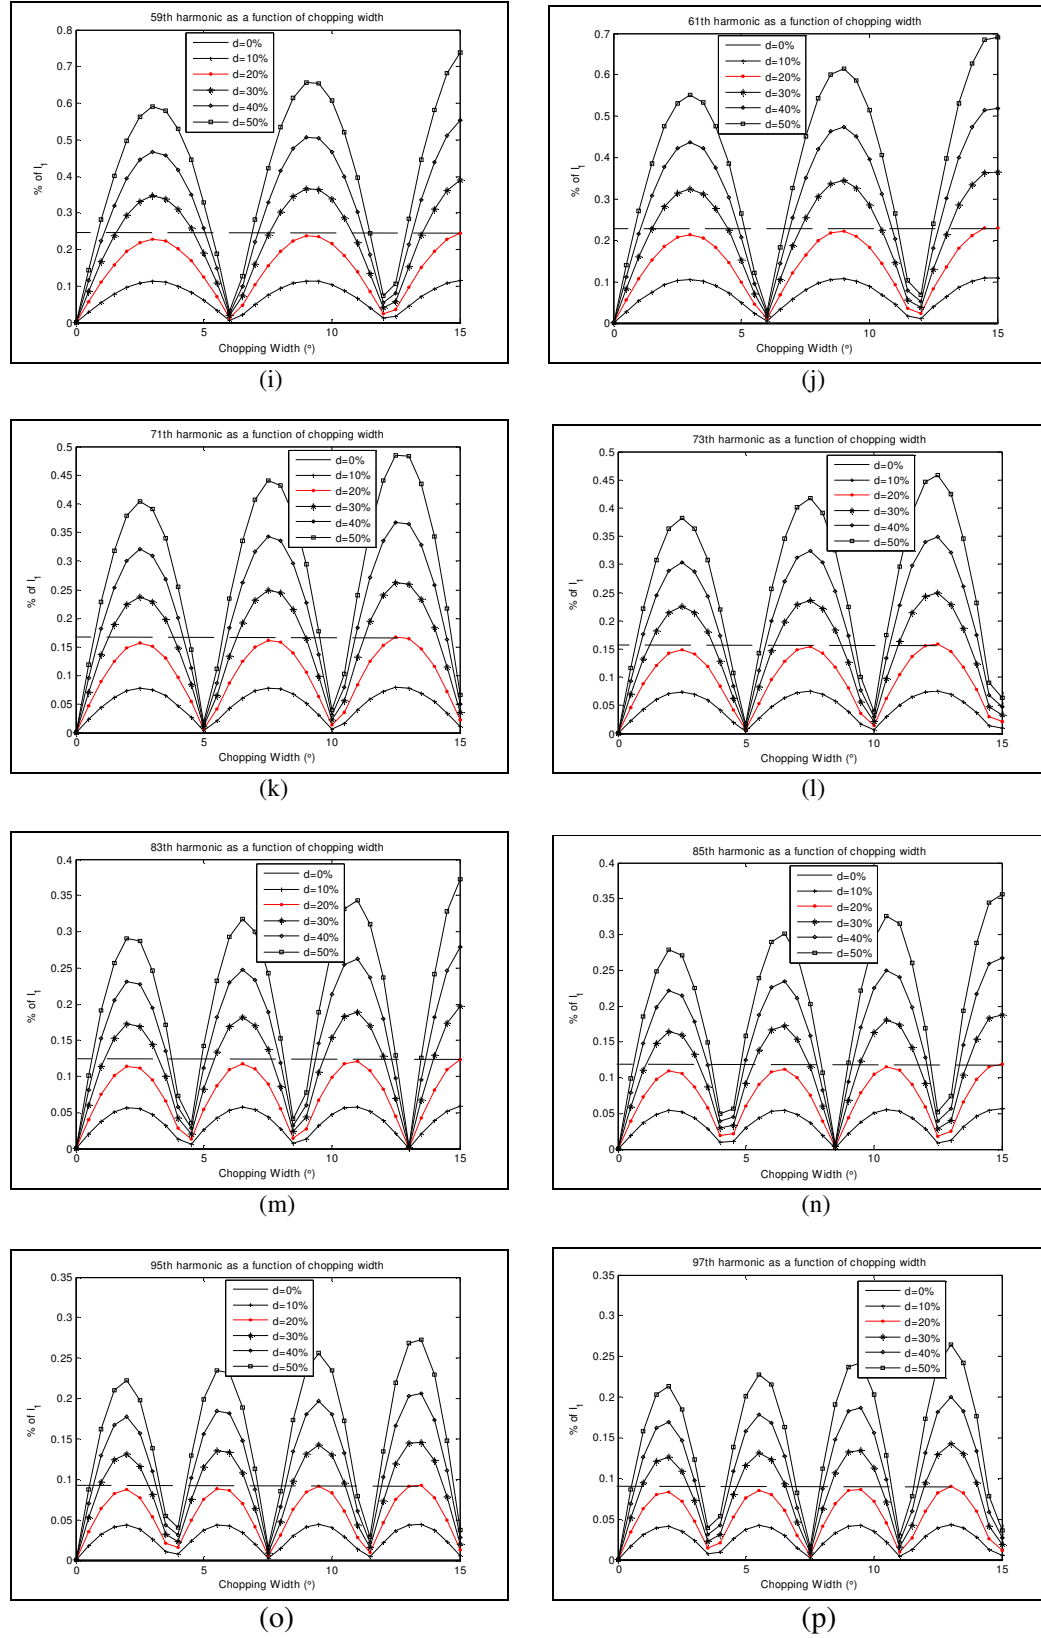 59th harmonic as a function of chopping width
0.8
0.7
0.6
0.5
0.4
0.3
0.2
0.1
0
% of I1
d=0%
d=10%
d=20%
d=30%
d=40%
d=50%
0 5 10 15
Chopping Width (°)
(i)
61th harmonic as a function of chopping width
0.7
0.6
0.5
0.4
0.3
0.2
0.1
0
% of I1
d=0%
d=10%
d=20%
d=30%
d=40%
d=50%
0 5 10 15
Chopping Width (°)
(j)
71th harmonic as a function of chopping width
0.5
0.45
0.4
0.35
0.3
0.25
0.2
0.15
0.1
0.05
0
% of I1
d=0%
d=10%
d=20%
d=30%
d=40%
d=50%
0 5 10 15
Chopping Width (°)
(k)
73th harmonic as a function of chopping width
0.5
0.45
0.4
0.35
0.3
0.25
0.2
0.15
0.1
0.05
0
% of I1
d=0%
d=10%
d=20%
d=30%
d=40%
d=50%
0 5 10 15
Chopping Width (°)
(l)
83th harmonic as a function of chopping width
0.4
0.35
0.3
0.25
0.2
0.15
0.1
0.05
0
% of I1
d=0%
d=10%
d=20%
d=30%
d=40%
d=50%
0 5 10 15
Chopping Width (°)
(m)
85th harmonic as a function of chopping width
0.4
0.35
0.3
0.25
0.2
0.15
0.1
0.05
0
% of I1
d=0%
d=10%
d=20%
d=30%
d=40%
d=50%
0 5 10 15
Chopping Width (°)
(n)
95th harmonic as a function of chopping width
0.35
0.3
0.25
0.2
0.15
0.1
0.05
0
% of I1
d=0%
d=10%
d=20%
d=30%
d=40%
d=50%
0 5 10 15
Chopping Width (°)
(o)
97th harmonic as a function of chopping width
0.35
0.3
0.25
0.2
0.15
0.1
0.05
0
% of I1
d=0%
d=10%
d=20%
d=30%
d=40%
d=50%
0 5 10 15
Chopping Width (°)
(p)